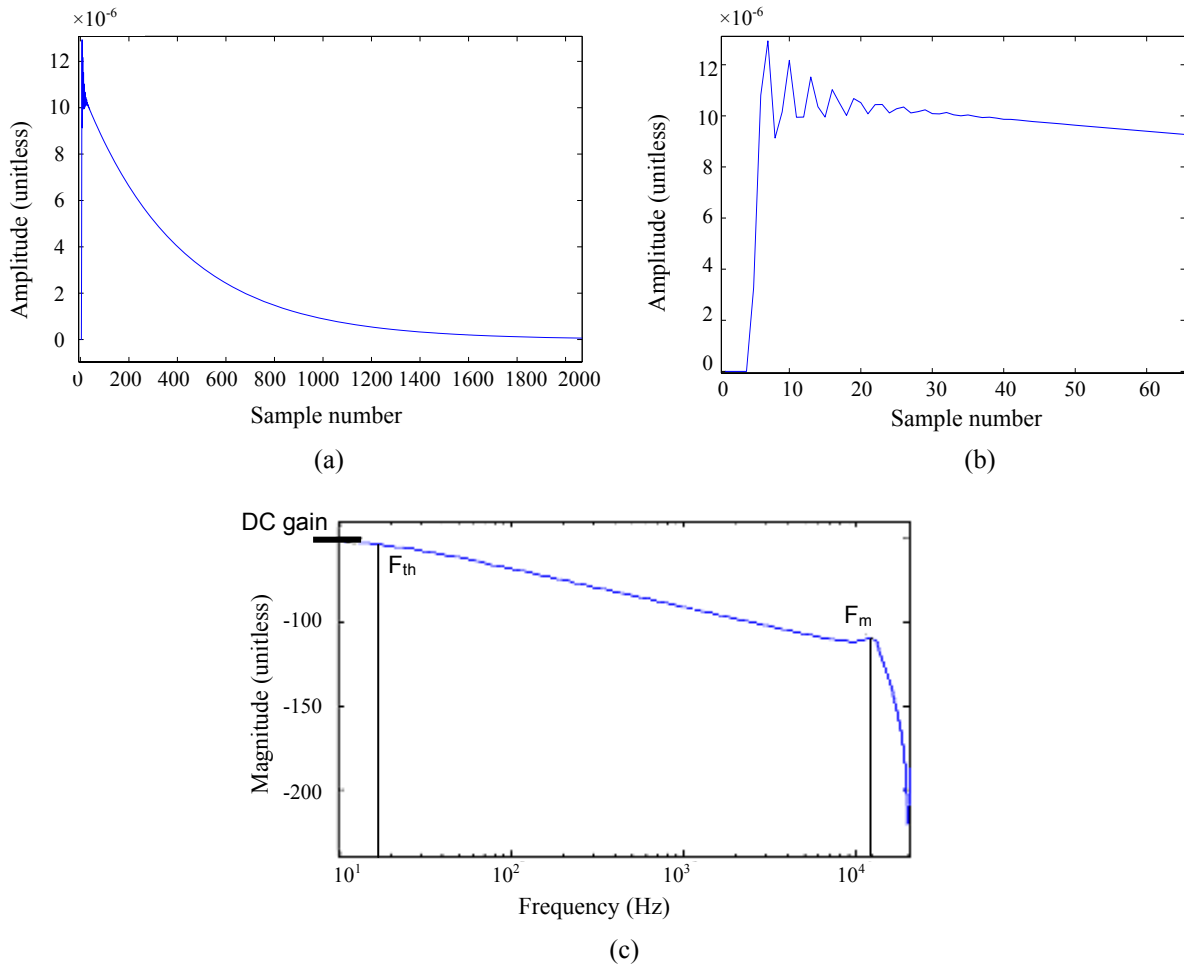 ×10⁻⁶
12
10
8
6
4
2
0
Amplitude (unitless)
0 200 400 600 800 1000 1200 1400 1600 1800 2000
Sample number
(a)
×10⁻⁶
12
10
8
6
4
2
0
Amplitude (unitless)
0 10 20 30 40 50 60
Sample number
(b)
DC gain
F_th
F_m
-100
-150
-200
Magnitude (unitless)
10¹ 10² 10³ 10⁴
Frequency (Hz)
(c)